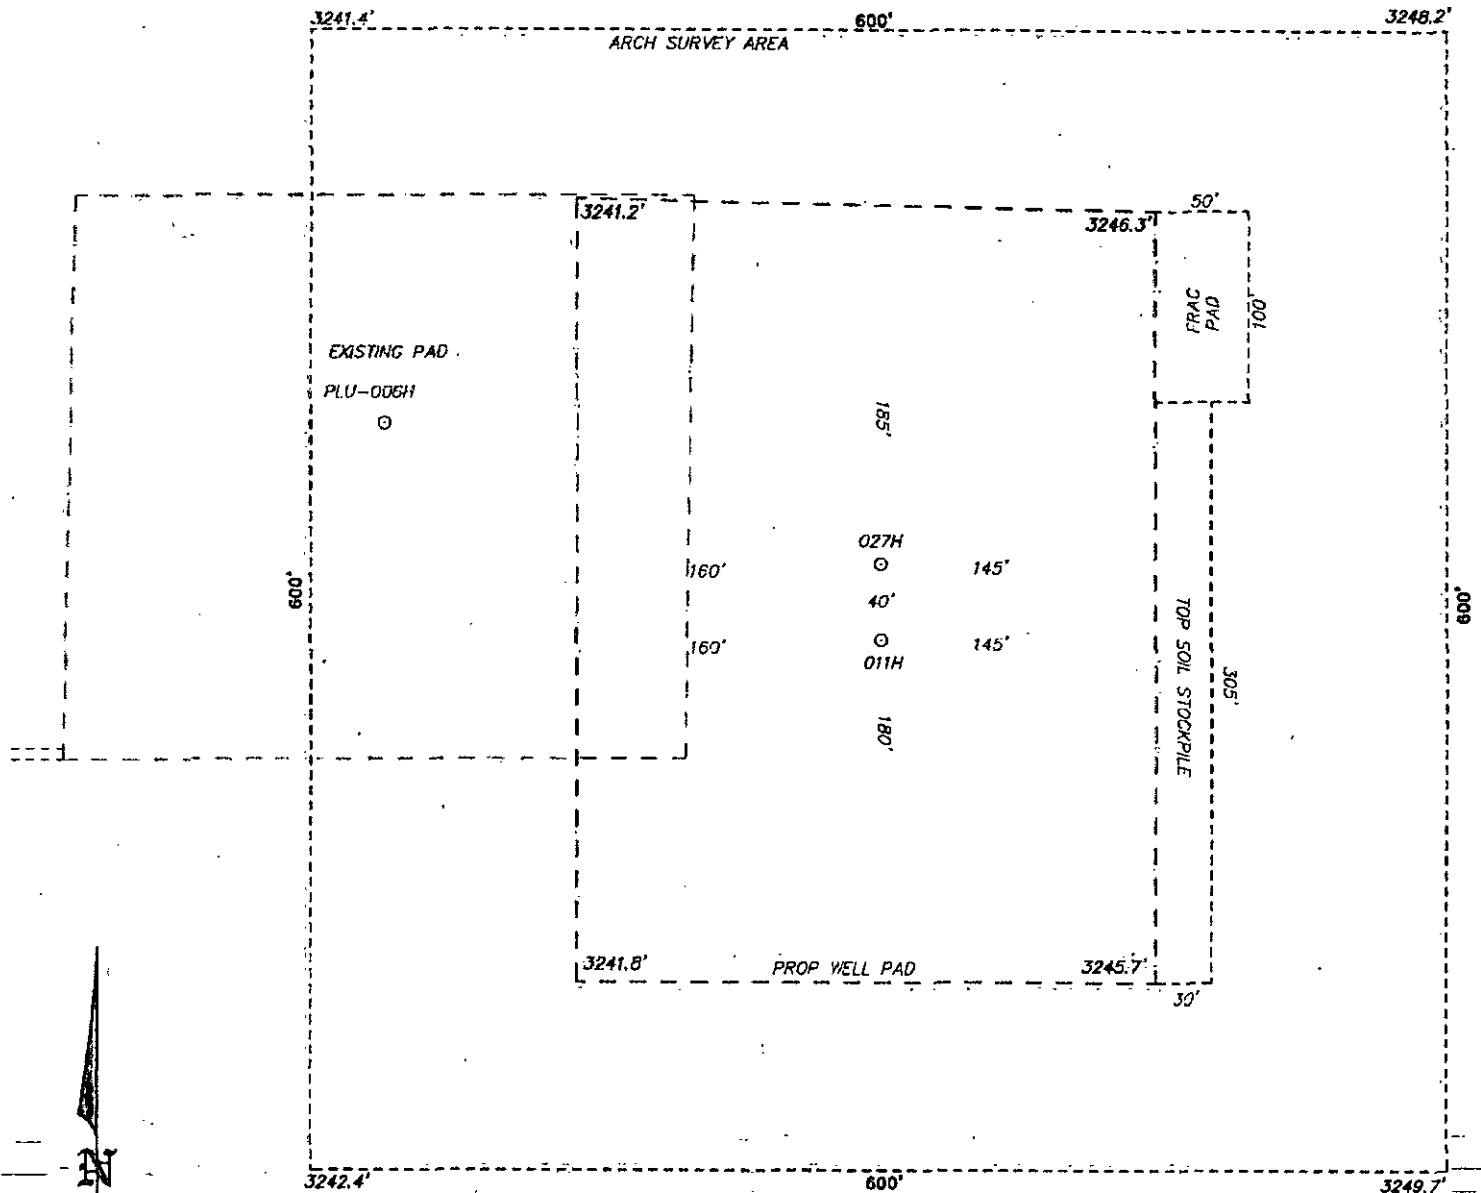 3241.4'
600'
3248.2'
ARCH SURVEY AREA
3241.2'
3246.3'
50'
FRAC
PAD
100'
EXISTING PAD
PLU-006H
185'
027H
160'
145'
40'
600'
600'
160'
011H
145'
TOP SOIL STOCKPILE
305'
180'
3241.8'
PROP WELL PAD
3245.7'
30'
N
3242.4'
600'
3249.7'